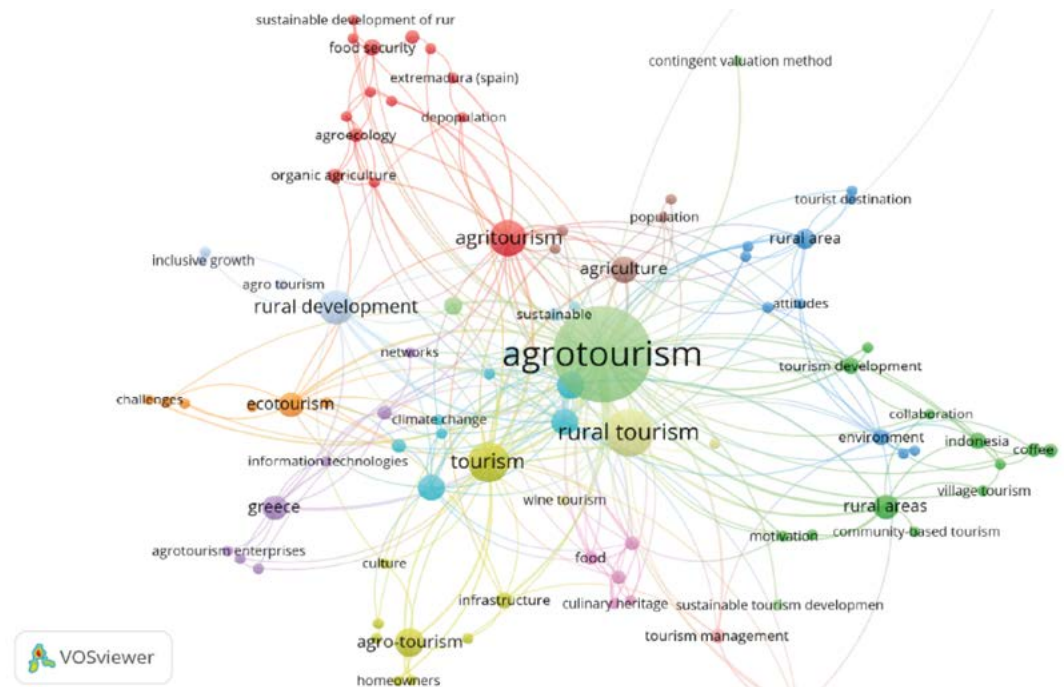 sustainable development of rur
food security
contingent valuation method
extremadura (spain)
depopulation
agroecology
organic agriculture
tourist destination
population
agritourism
rural area
inclusive growth
agriculture
agro tourism
rural development
attitudes
sustainable
agrotourism
networks
tourism development
challenges
ecotourism
collaboration
climate change
rural tourism
environment
indonesia
coffee
information technologies
tourism
village tourism
wine tourism
greece
rural areas
community-based tourism
motivation
agrotourism enterprises
food
culture
infrastructure
culinary heritage
sustainable tourism developmen
tourism management
agro-tourism
VOSviewer
homeowners